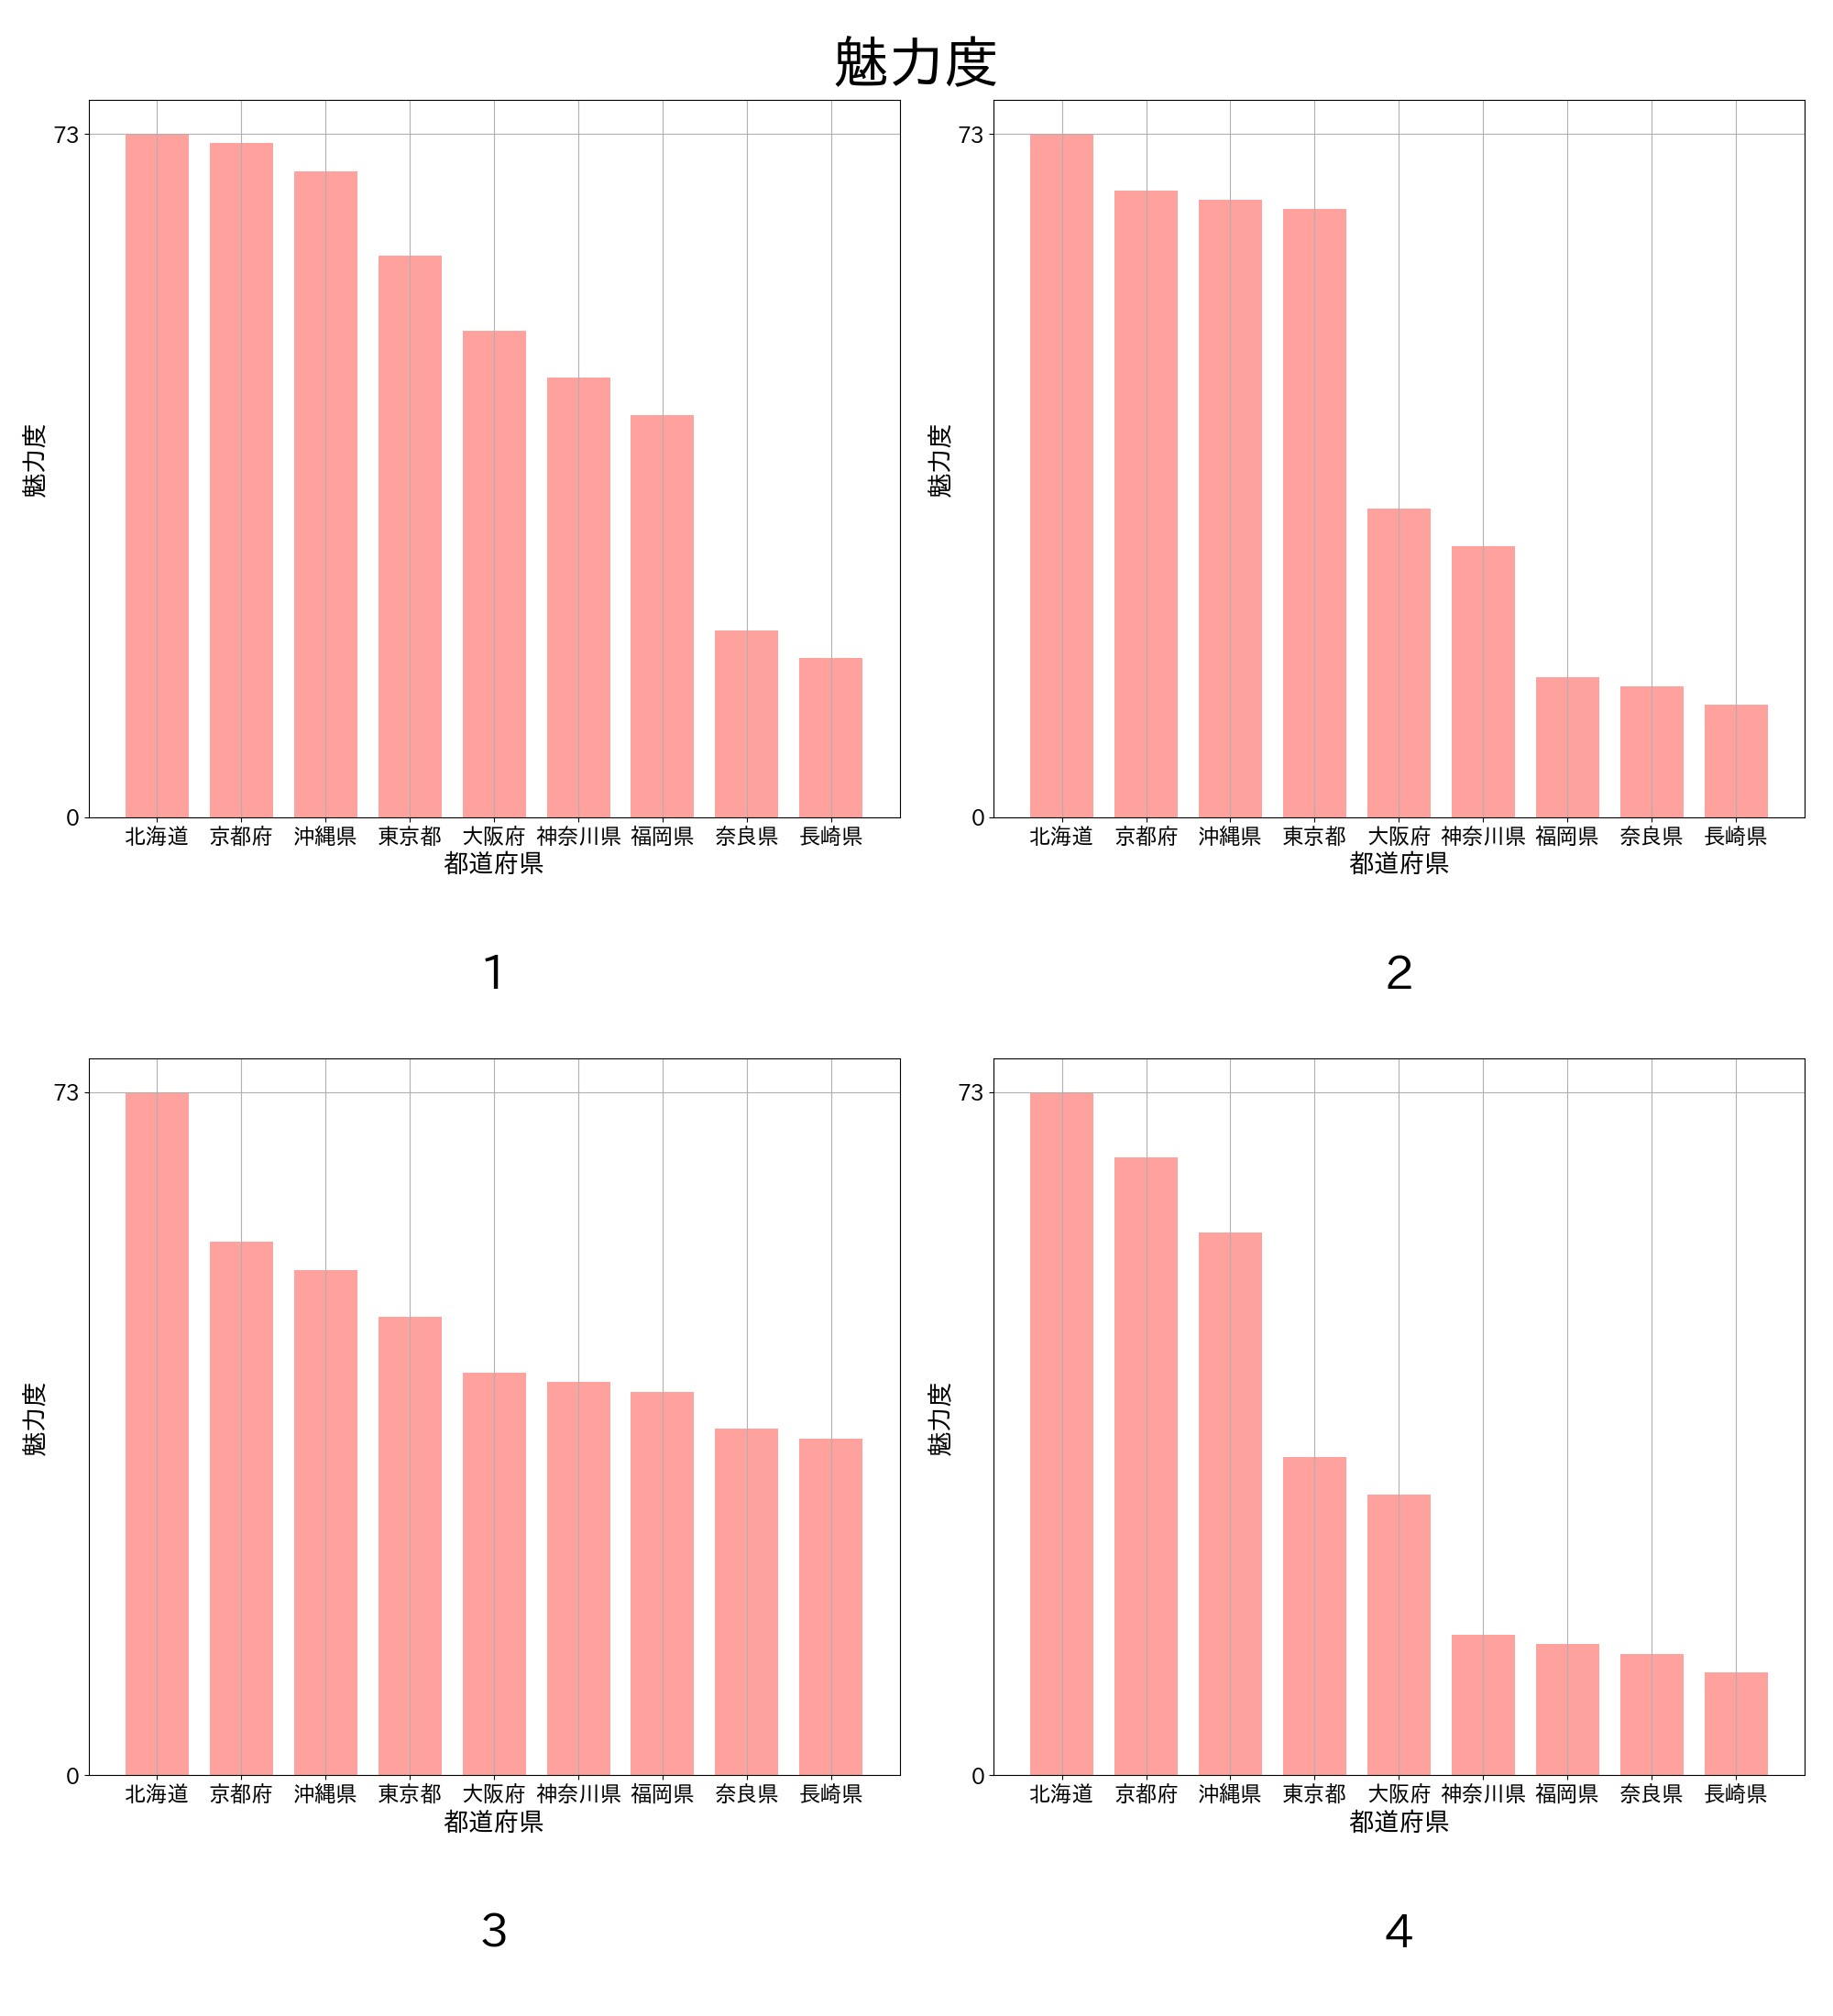 魅力度
73
0
魅力度
北海道 京都府 沖縄県 東京都 大阪府 神奈川県 福岡県 奈良県 長崎県
都道府県
1
73
0
魅力度
北海道 京都府 沖縄県 東京都 大阪府 神奈川県 福岡県 奈良県 長崎県
都道府県
2
73
0
魅力度
北海道 京都府 沖縄県 東京都 大阪府 神奈川県 福岡県 奈良県 長崎県
都道府県
3
73
0
魅力度
北海道 京都府 沖縄県 東京都 大阪府 神奈川県 福岡県 奈良県 長崎県
都道府県
4